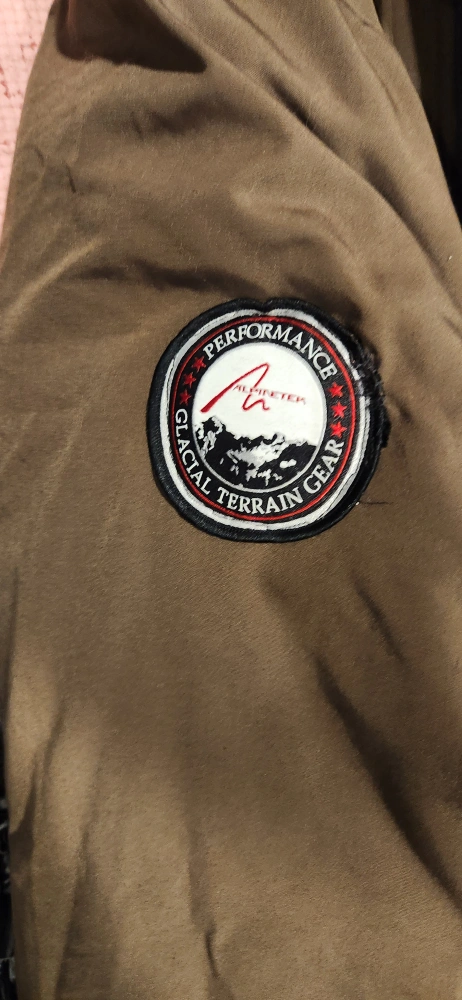 PERFORMANCE
ALPINETEK
GLACIAL TERRAIN GEAR